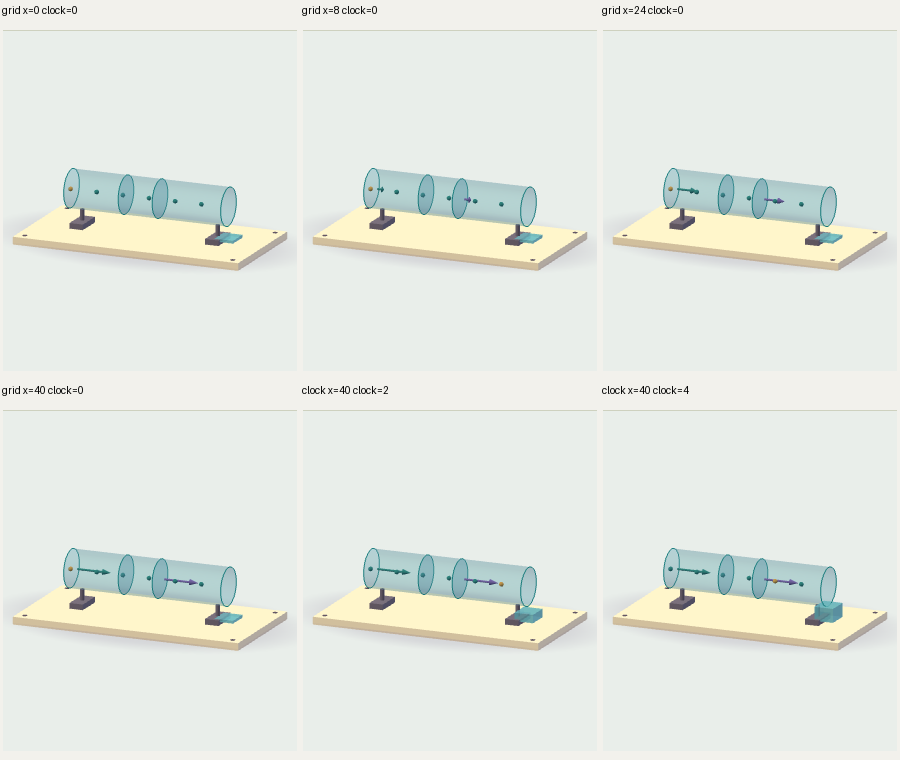 grid x=0 clock=0
grid x=8 clock=0
grid x=24 clock=0
grid x=40 clock=0
clock x=40 clock=2
clock x=40 clock=4